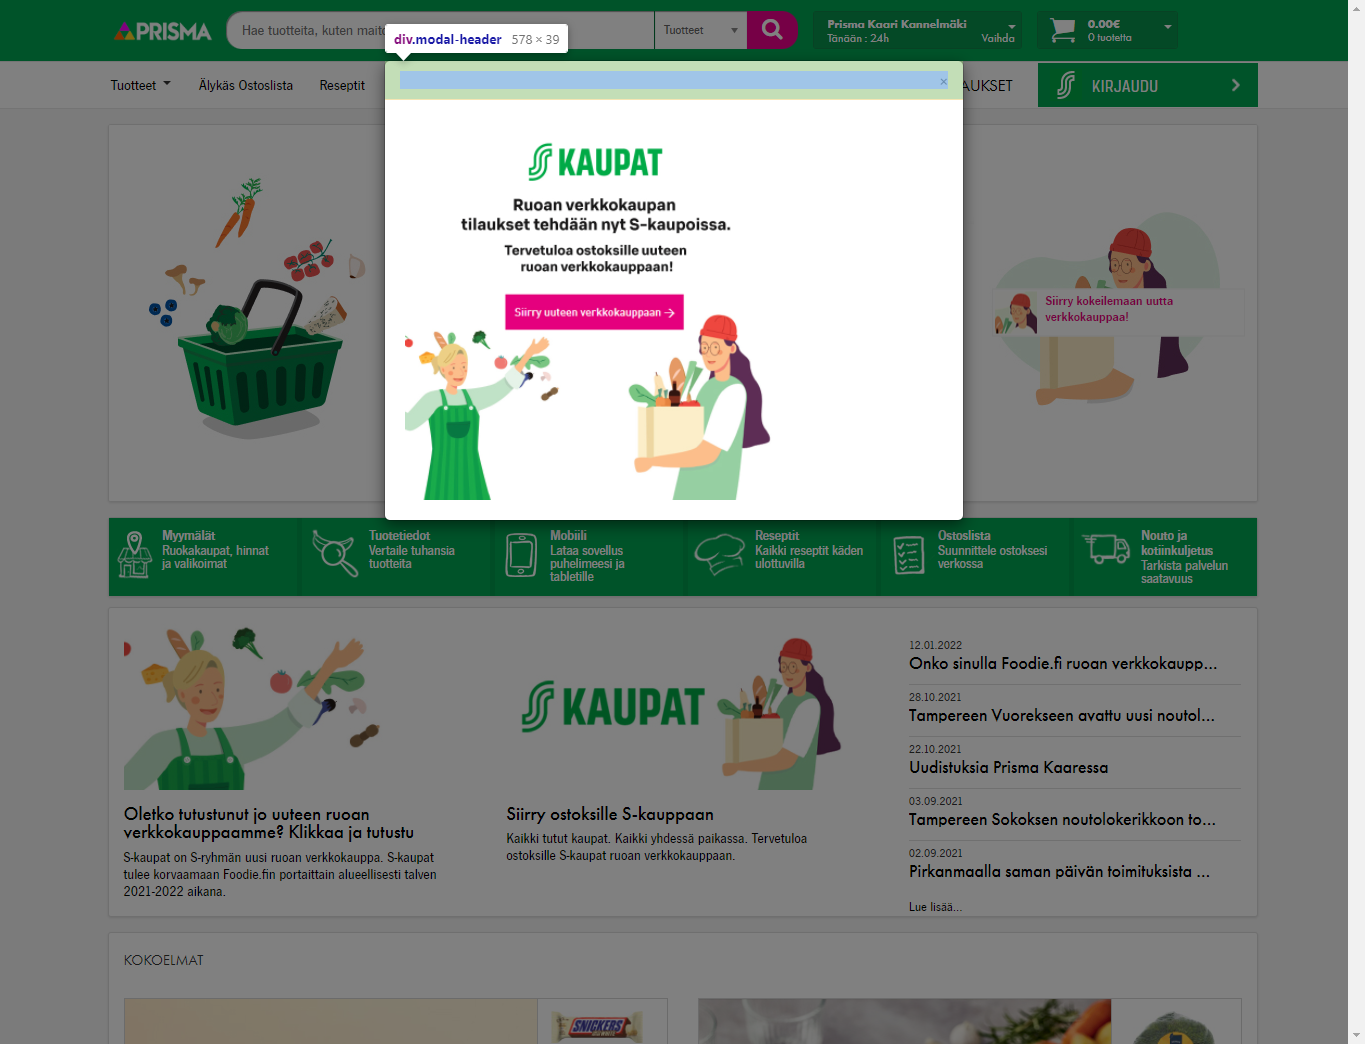 PRISMA
Hae tuotteita, kuten maito
Tuotteet
Prisma Kaari Kannelmäki
Tänään : 24h
Vaihda
0.00€
0 tuotetta
div.modal-header 578 × 39
×
Tuotteet
Älykäs Ostoslista
Reseptit
AUKSET
KIRJAUDU
S KAUPAT
Ruoan verkkokaupan
tilaukset tehdään nyt S-kaupoissa.
Tervetuloa ostoksille uuteen
ruoan verkkokauppaan!
Siirry uuteen verkkokauppaan →
Siirry kokeilemaan uutta
verkkokauppaa!
Myymälät
Ruokakaupat, hinnat
ja valikoimat
Tuotetiedot
Vertaile tuhansia
tuotteita
Mobiili
Lataa sovellus
puhelimeesi ja
tabletille
Reseptit
Kaikki reseptit käden
ulottuvilla
Ostoslista
Suunnittele ostoksesi
verkossa
Nouto ja
kotiinkuljetus
Tarkista palvelun
saatavuus
Oletko tutustunut jo uuteen ruoan
verkkokauppaamme? Klikkaa ja tutustu
S-kaupat on S-ryhmän uusi ruoan verkkokauppa. S-kaupat
tulee korvaamaan Foodie.fin portaittain alueellisesti talven
2021-2022 aikana.
S KAUPAT
Siirry ostoksille S-kauppaan
Kaikki tutut kaupat. Kaikki yhdessä paikassa. Tervetuloa
ostoksille S-kaupat ruoan verkkokauppaan.
12.01.2022
Onko sinulla Foodie.fi ruoan verkkokaupp...
28.10.2021
Tampereen Vuorekseen avattu uusi noutol...
22.10.2021
Uudistuksia Prisma Kaaressa
03.09.2021
Tampereen Sokoksen noutolokerikkoon to...
02.09.2021
Pirkanmaalla saman päivän toimituksista ...
Lue lisää...
KOKOELMAT
SNICKERS